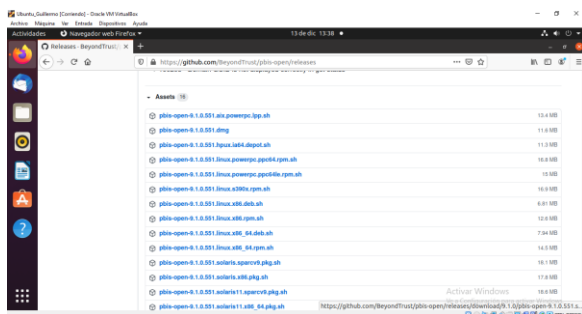 Ubuntu_Guillermo [Corriendo] - Oracle VM VirtualBox
Archivo Máquina Ver Entrada Dispositivos Ayuda
Actividades Navegador web Firefox 13 de dic 13:38
Releases · BeyondTrust/p
https://github.com/BeyondTrust/pbis-open/releases
Assets 18
pbis-open-9.1.0.551.aix.powerpc.lpp.sh 13.4 MB
pbis-open-9.1.0.551.dmg 11.6 MB
pbis-open-9.1.0.551.hpux.ia64.depot.sh 11.3 MB
pbis-open-9.1.0.551.linux.powerpc.ppc64.rpm.sh 16.8 MB
pbis-open-9.1.0.551.linux.powerpc.ppc64le.rpm.sh 15 MB
pbis-open-9.1.0.551.linux.s390x.rpm.sh 16.9 MB
pbis-open-9.1.0.551.linux.x86.deb.sh 6.81 MB
pbis-open-9.1.0.551.linux.x86.rpm.sh 12.6 MB
pbis-open-9.1.0.551.linux.x86_64.deb.sh 7.94 MB
pbis-open-9.1.0.551.linux.x86_64.rpm.sh 14.5 MB
pbis-open-9.1.0.551.solaris.sparcv9.pkg.sh 16.1 MB
pbis-open-9.1.0.551.solaris.x86.pkg.sh 17.8 MB
pbis-open-9.1.0.551.solaris11.sparcv9.pkg.sh 18.6 MB
Activar Windows
pbis-open-9.1.0.551.solaris11.x86_64.pkg.sh
https://github.com/BeyondTrust/pbis-open/releases/download/9.1.0/pbis-open-9.1.0.551.s...